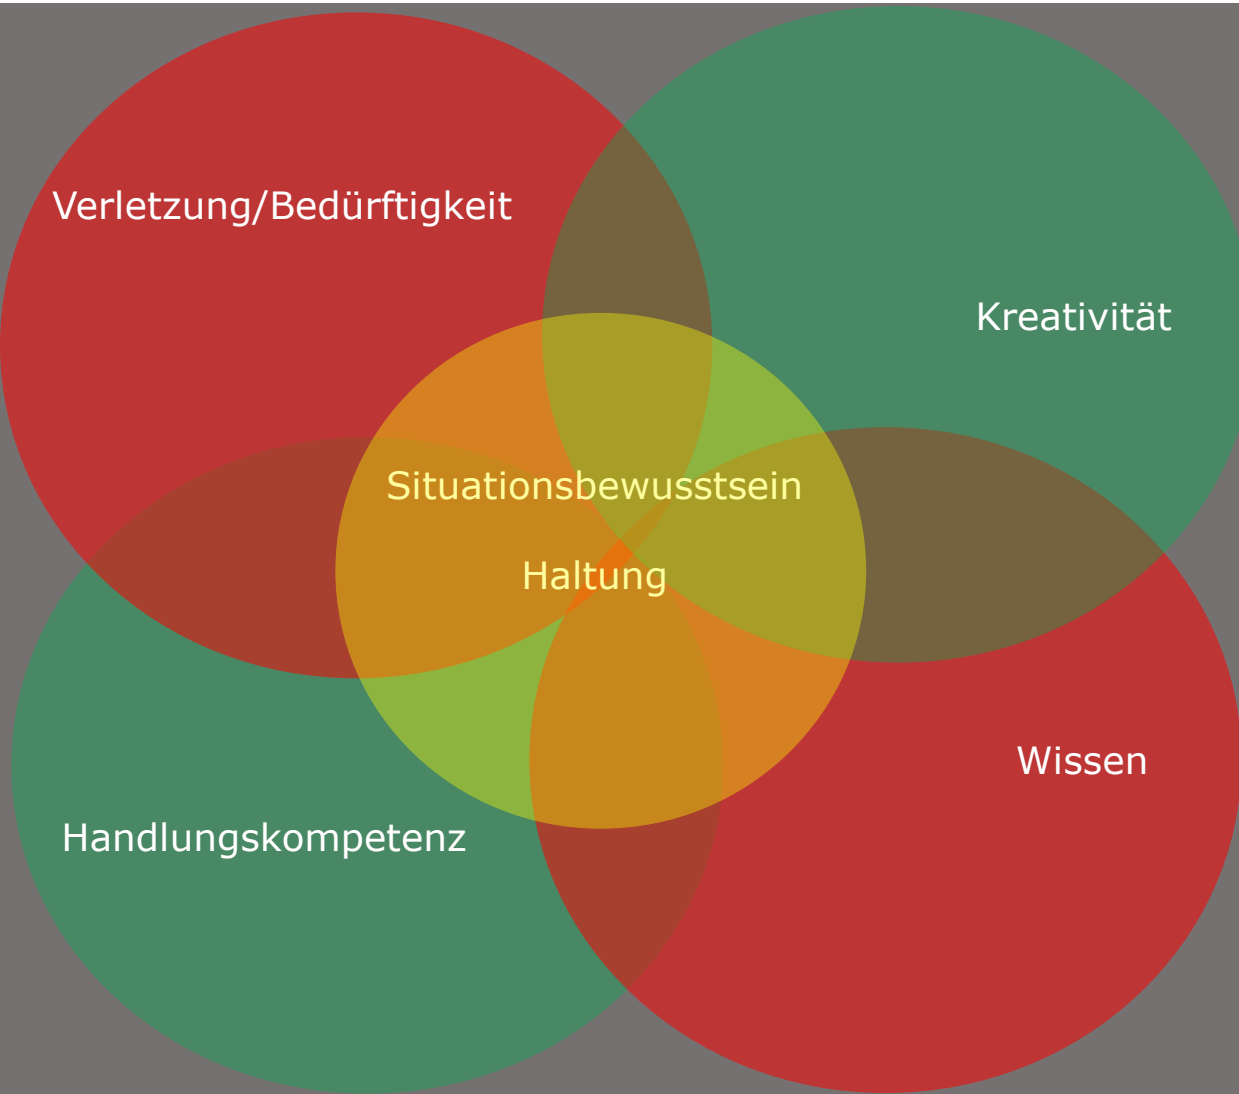 Verletzung/Bedürftigkeit
Kreativität
Situationsbewusstsein
Haltung
Wissen
Handlungskompetenz